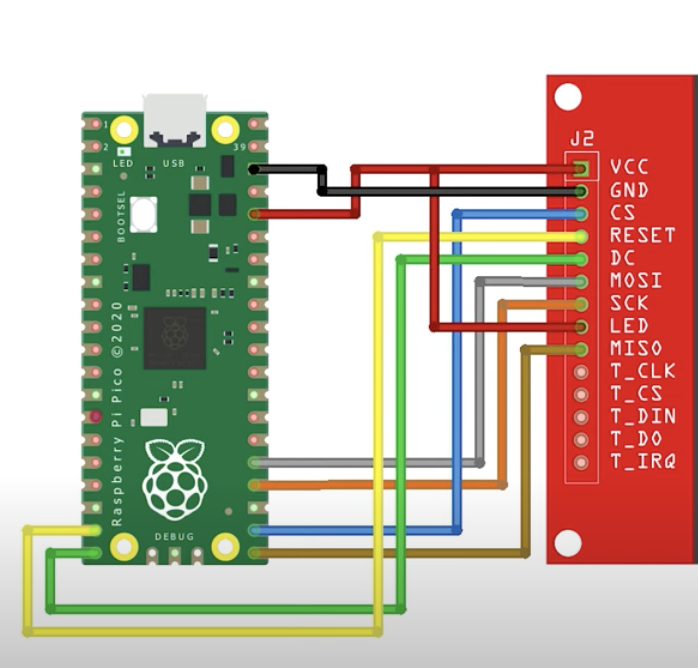 1
2
39
LED
USB
BOOTSEL
Raspberry Pi Pico ©2020
DEBUG
J2
VCC
GND
CS
RESET
DC
MOSI
SCK
LED
MISO
T_CLK
T_CS
T_DIN
T_DO
T_IRQ